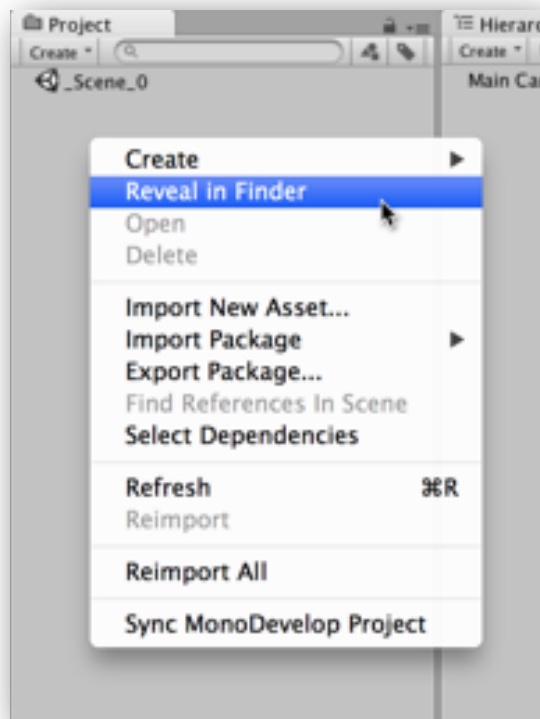 Project
Hierar
Create
Create
_Scene_0
Main Ca
Create
Reveal in Finder
Open
Delete
Import New Asset...
Import Package
Export Package...
Find References In Scene
Select Dependencies
Refresh ⌘R
Reimport
Reimport All
Sync MonoDevelop Project